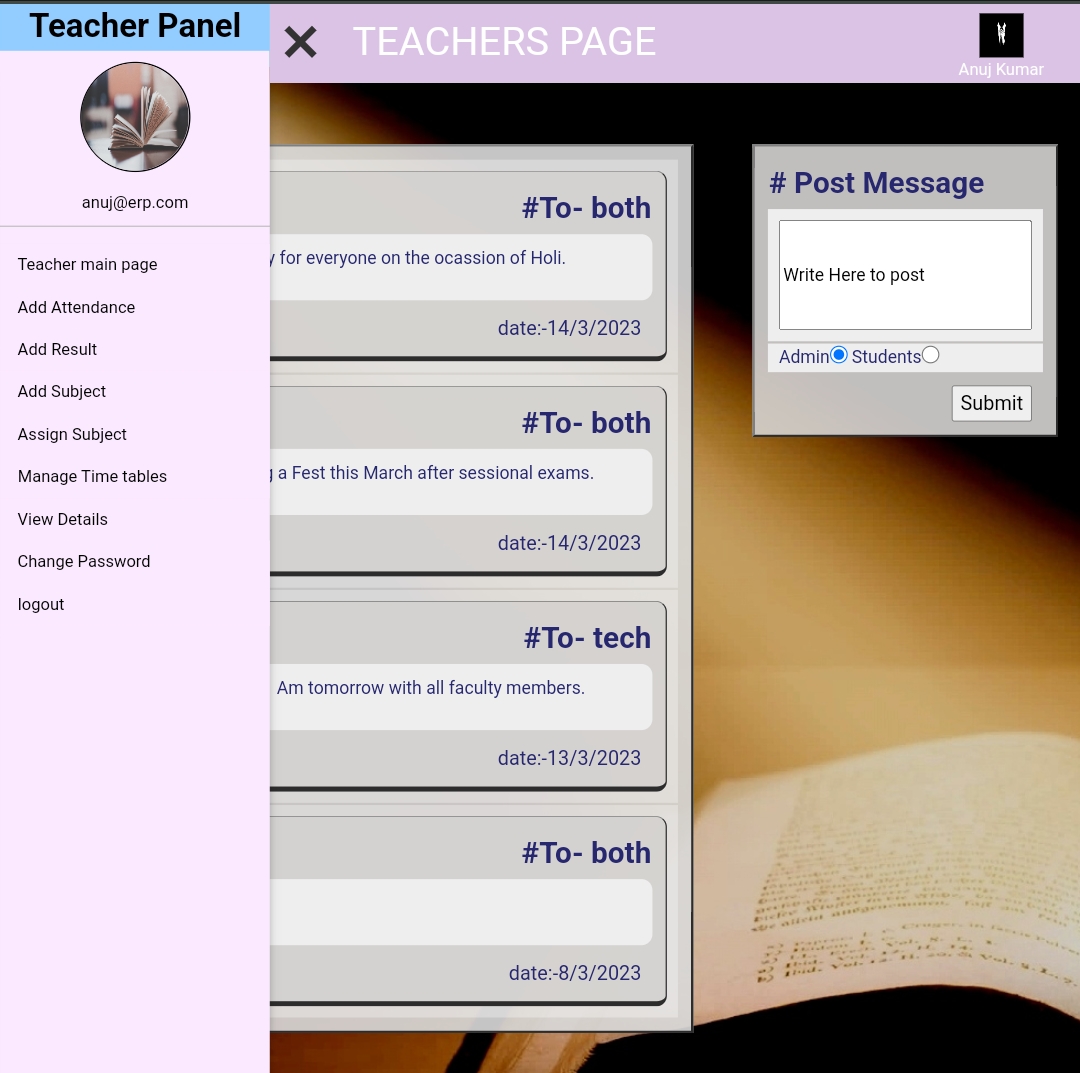 Teacher Panel
anuj@erp.com
Teacher main page
Add Attendance
Add Result
Add Subject
Assign Subject
Manage Time tables
View Details
Change Password
logout
TEACHERS PAGE
Anuj Kumar
#To- both
for everyone on the ocassion of Holi.
date:-14/3/2023
#To- both
a Fest this March after sessional exams.
date:-14/3/2023
#To- tech
Am tomorrow with all faculty members.
date:-13/3/2023
#To- both
date:-8/3/2023
# Post Message
Write Here to post
Admin Students
Submit